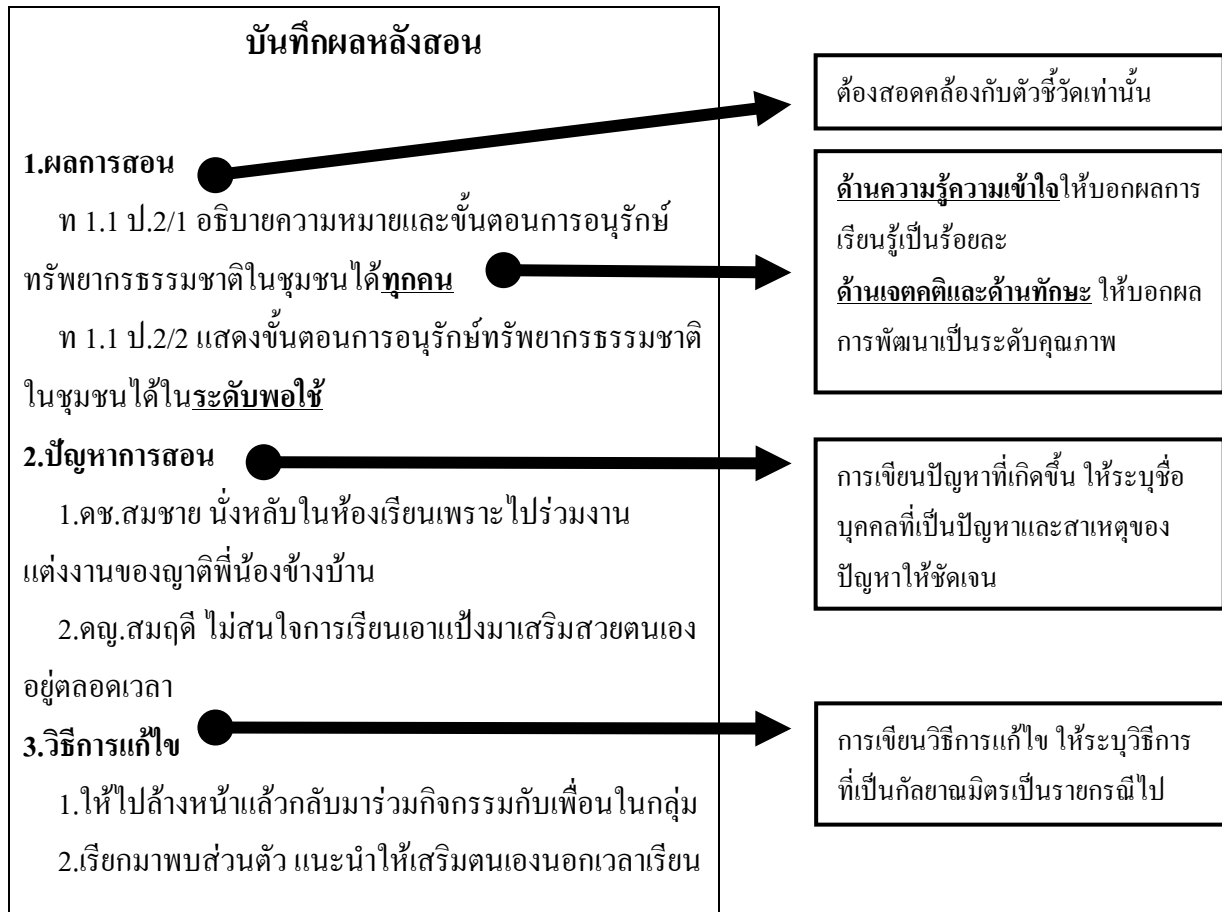 บันทึกผลหลังสอน
1.ผลการสอน
ท 1.1 ป.2/1 อธิบายความหมายและขั้นตอนการอนุรักษ์
ทรัพยากรธรรมชาติในชุมชนได้ทุกคน
ท 1.1 ป.2/2 แสดงขั้นตอนการอนุรักษ์ทรัพยากรธรรมชาติ
ในชุมชนได้ในระดับพอใช้
2.ปัญหาการสอน
1.ดช.สมชาย นั่งหลับในห้องเรียนเพราะไปร่วมงาน
แต่งงานของญาติพี่น้องข้างบ้าน
2.ดญ.สมฤดี ไม่สนใจการเรียนเอาแป้งมาเสริมสวยตนเอง
อยู่ตลอดเวลา
3.วิธีการแก้ไข
1.ให้ไปล้างหน้าแล้วกลับมาร่วมกิจกรรมกับเพื่อนในกลุ่ม
2.เรียกมาพบส่วนตัว แนะนำให้เสริมตนเองนอกเวลาเรียน
ต้องสอดคล้องกับตัวชี้วัดเท่านั้น
ด้านความรู้ความเข้าใจให้บอกผลการ
เรียนรู้เป็นร้อยละ
ด้านเจตคติและด้านทักษะ ให้บอกผล
การพัฒนาเป็นระดับคุณภาพ
การเขียนปัญหาที่เกิดขึ้น ให้ระบุชื่อ
บุคคลที่เป็นปัญหาและสาเหตุของ
ปัญหาให้ชัดเจน
การเขียนวิธีการแก้ไข ให้ระบุวิธีการ
ที่เป็นกัลยาณมิตรเป็นรายกรณีไป